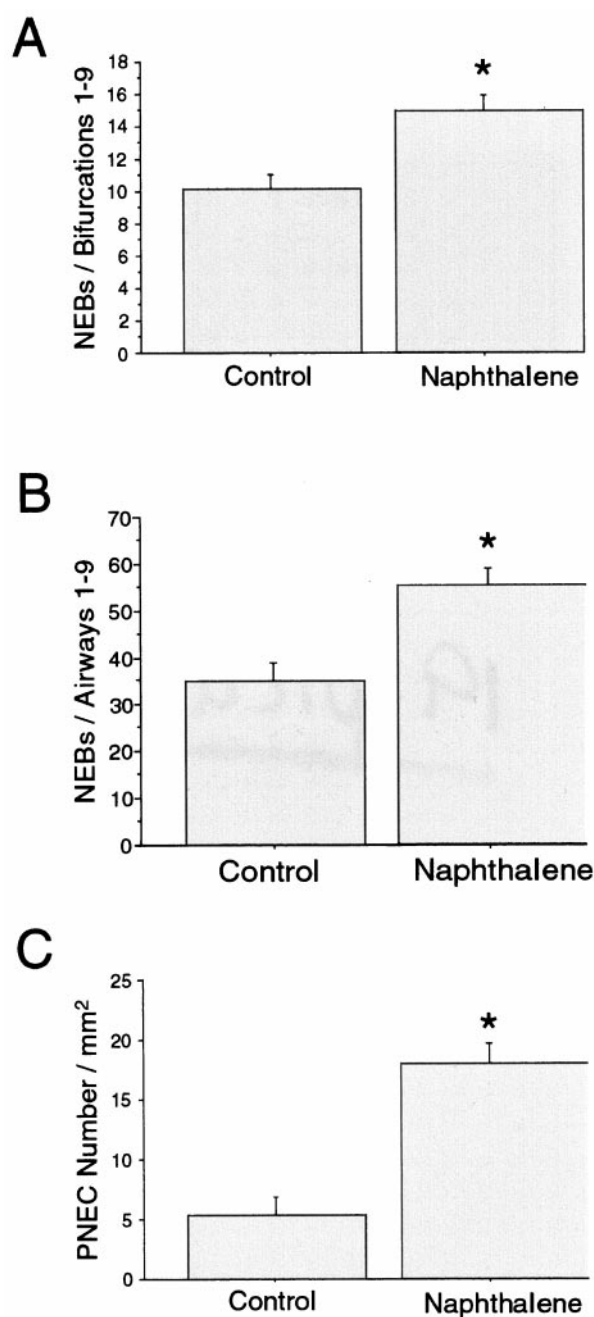 A
NEBs / Bifurcations 1-9
18
16
14
12
10
8
6
4
2
0
*
Control
Naphthalene
B
NEBs / Airways 1-9
70
60
50
40
30
20
10
0
*
Control
Naphthalene
C
PNEC Number / mm²
25
20
15
10
5
0
*
Control
Naphthalene